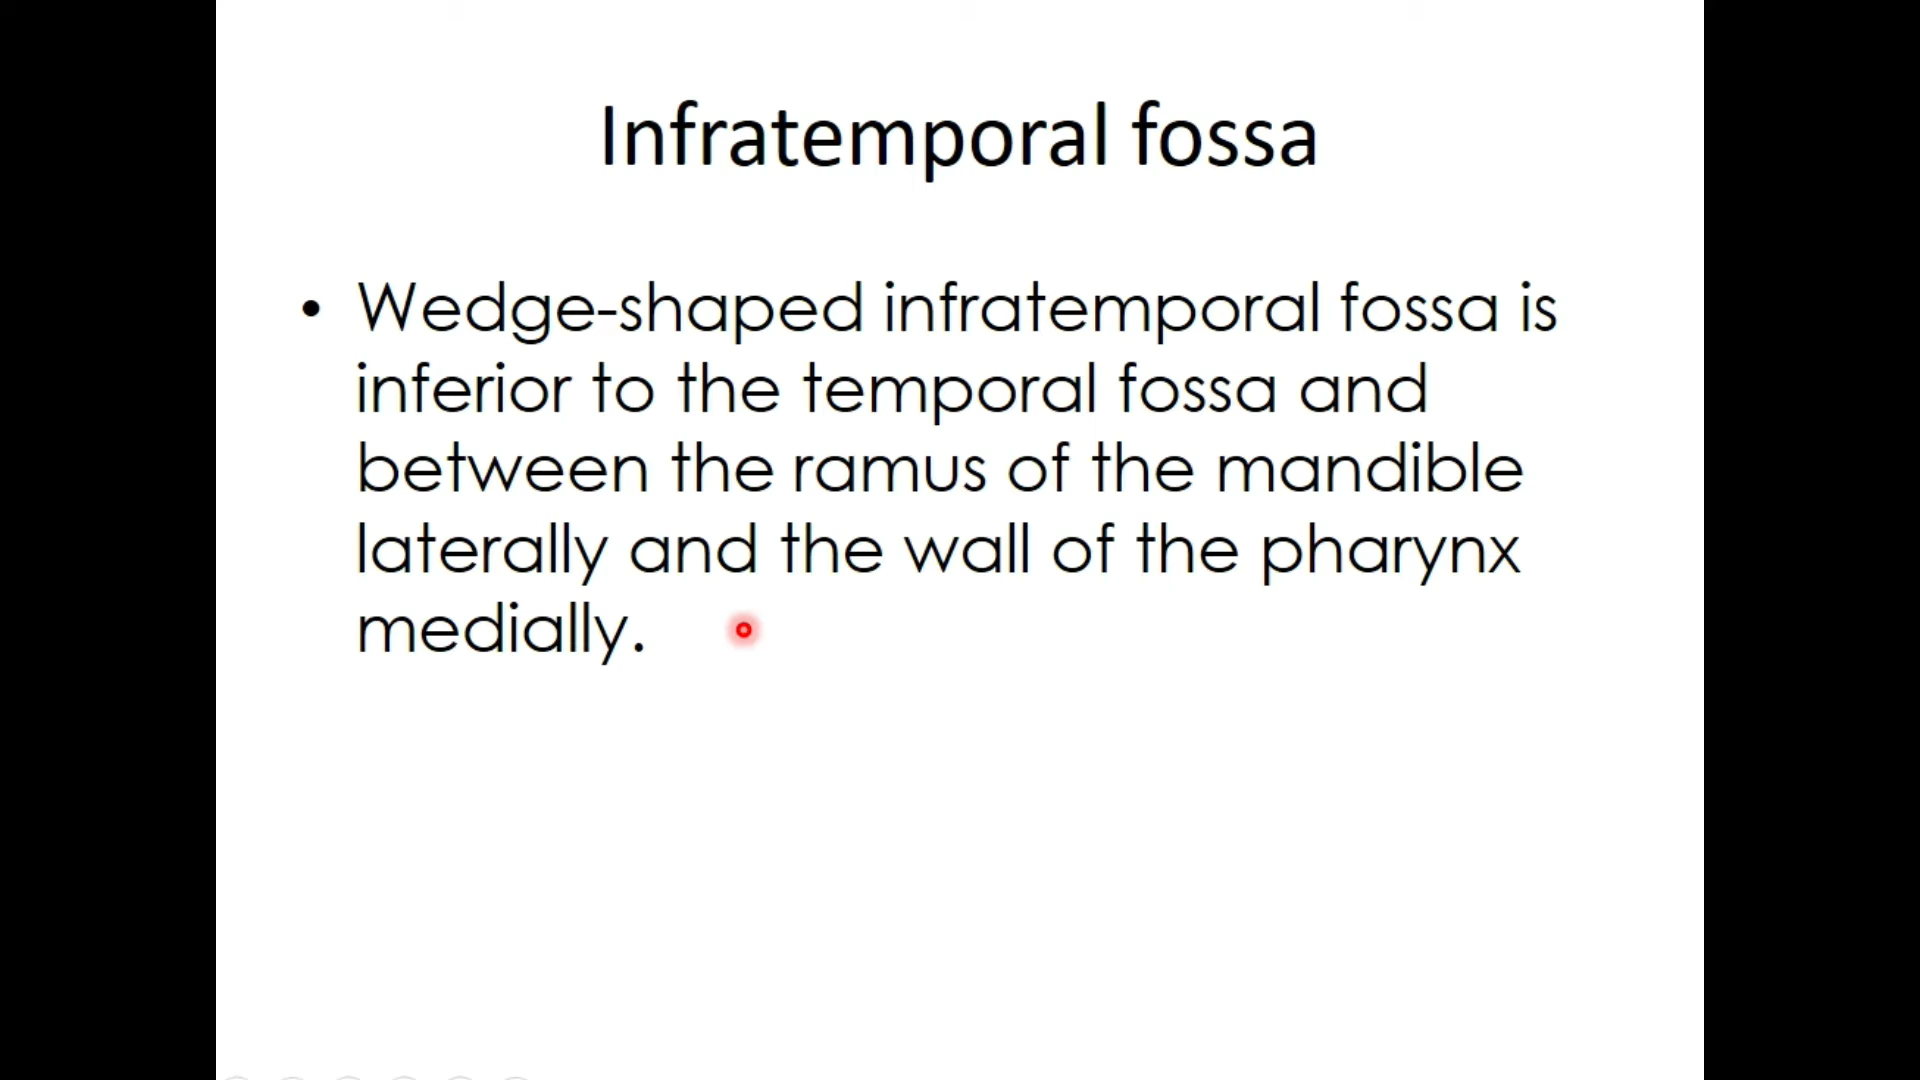 Infratemporal fossa
• Wedge-shaped infratemporal fossa is
inferior to the temporal fossa and
between the ramus of the mandible
laterally and the wall of the pharynx
medially.